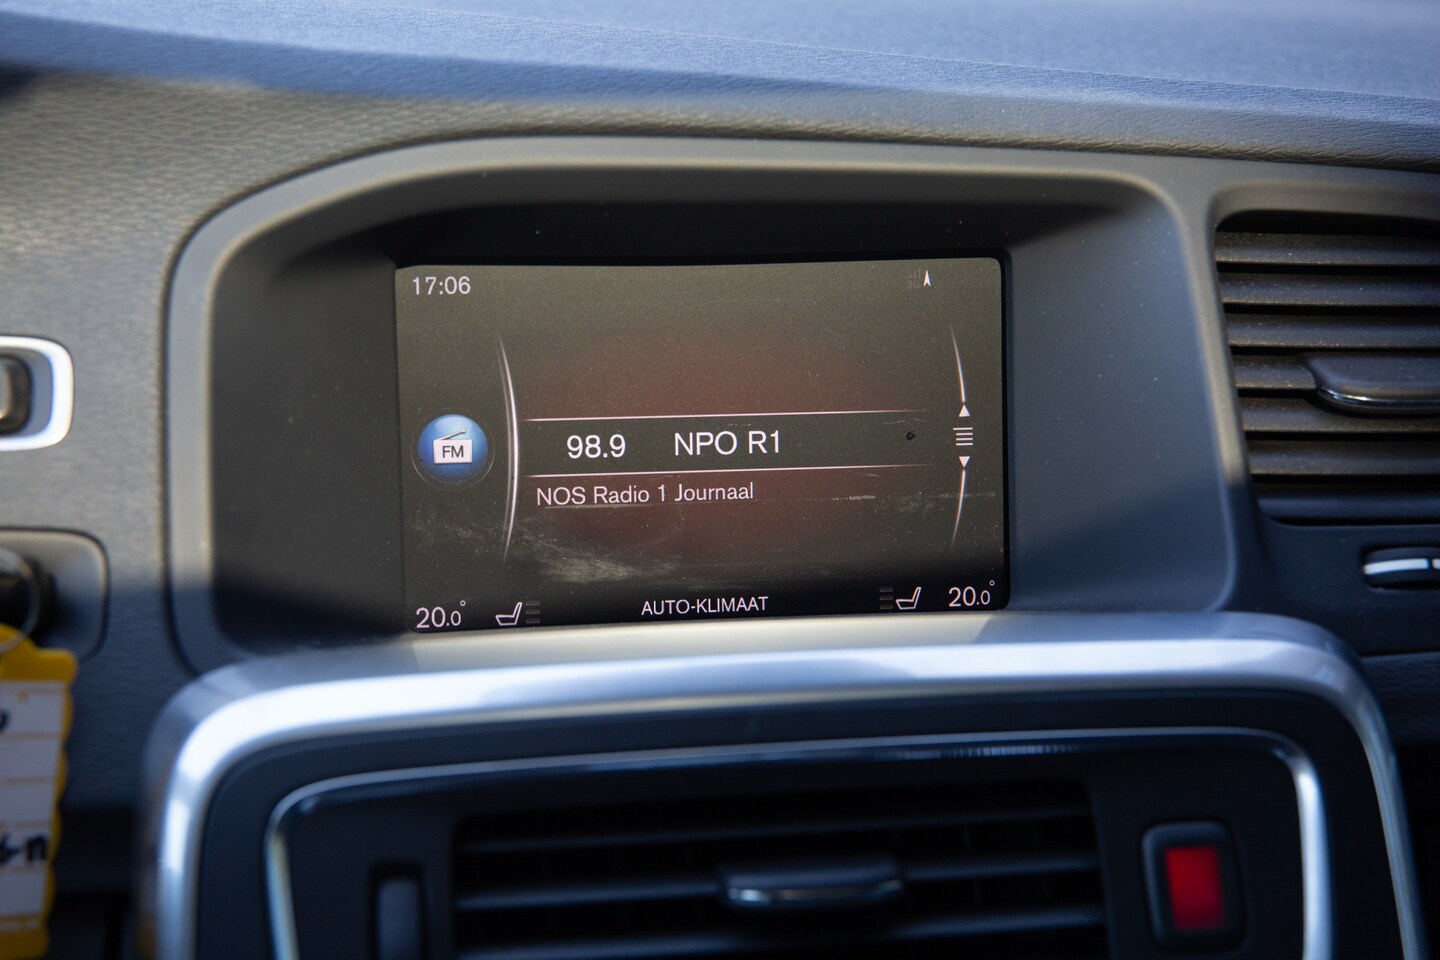 17:06
FM
98.9 NPO R1
NOS Radio 1 Journaal
20.0° AUTO-KLIMAAT 20.0°